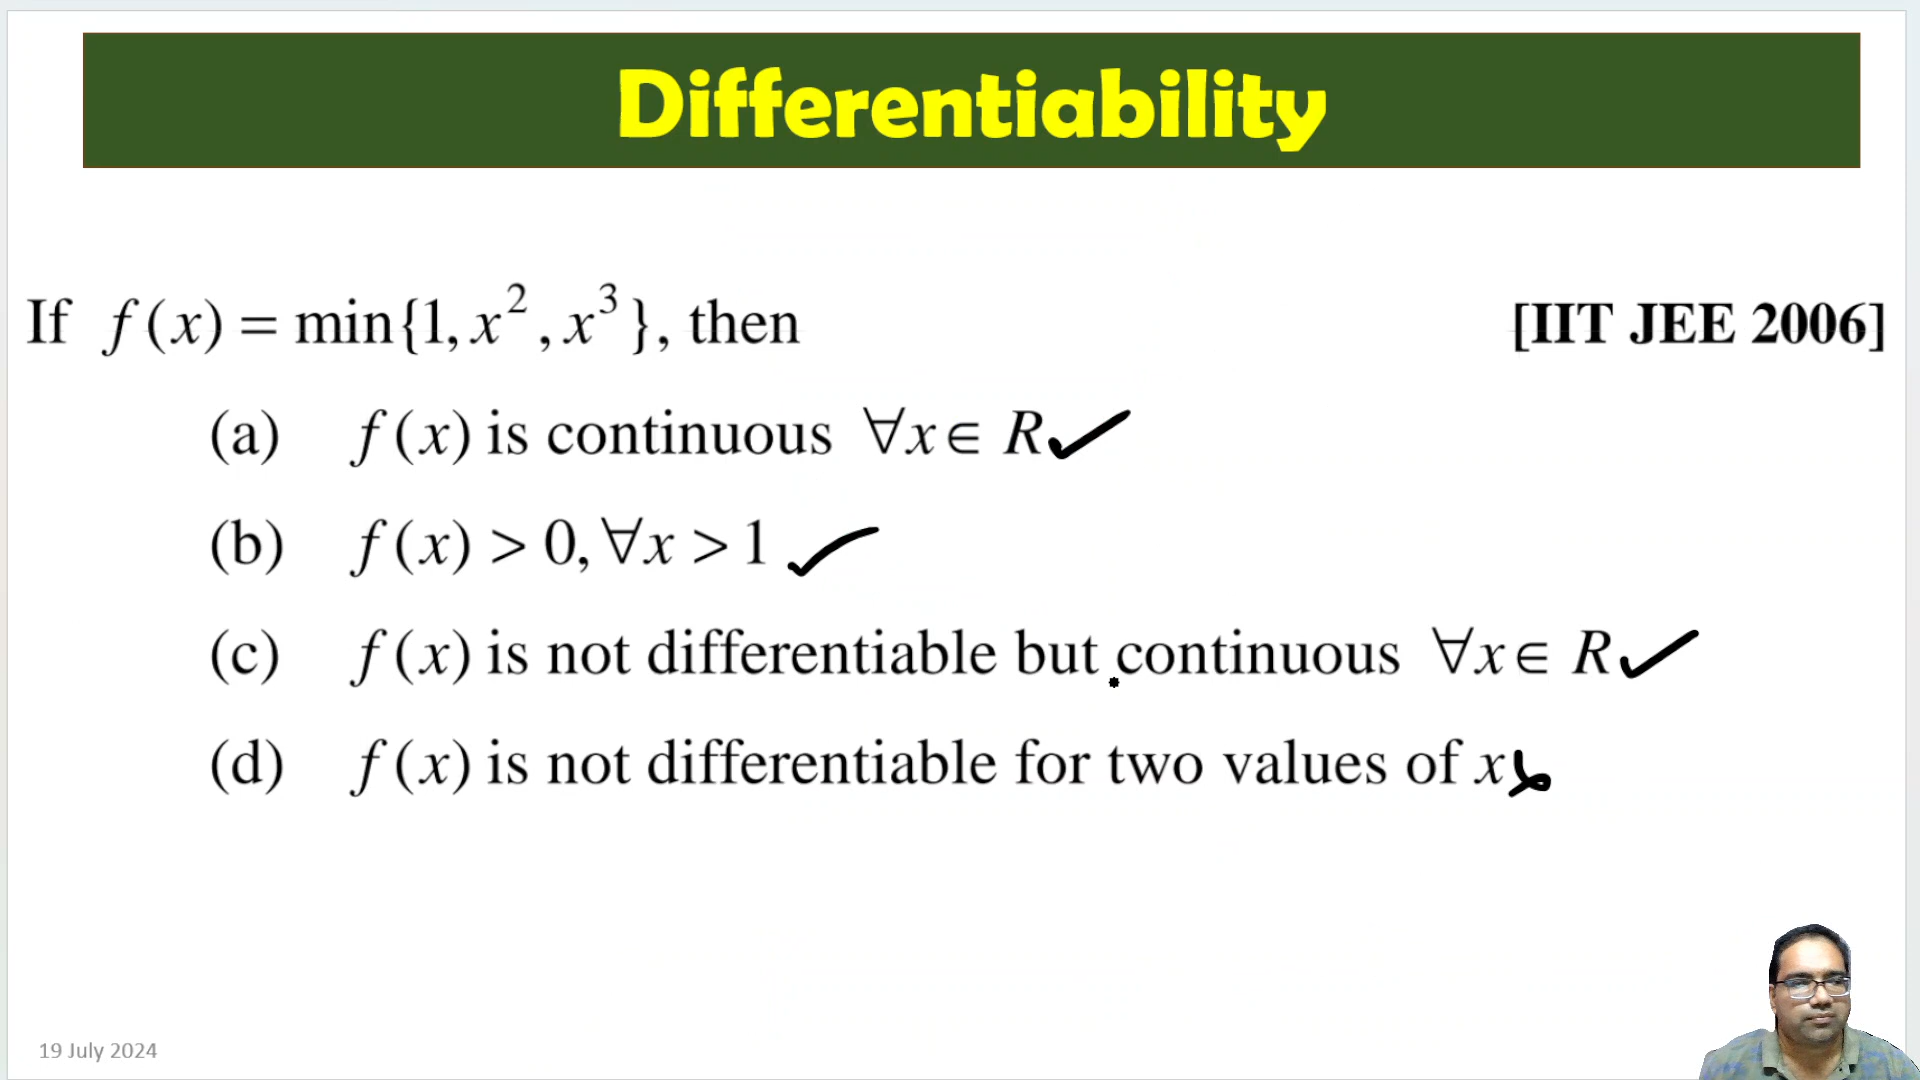 Differentiability
If f(x) = min{1, x², x³}, then [IIT JEE 2006]
(a) f(x) is continuous ∀x ∈ R ✓
(b) f(x) > 0, ∀x > 1 ✓
(c) f(x) is not differentiable but continuous ∀x ∈ R ✓
(d) f(x) is not differentiable for two values of x ✗
19 July 2024